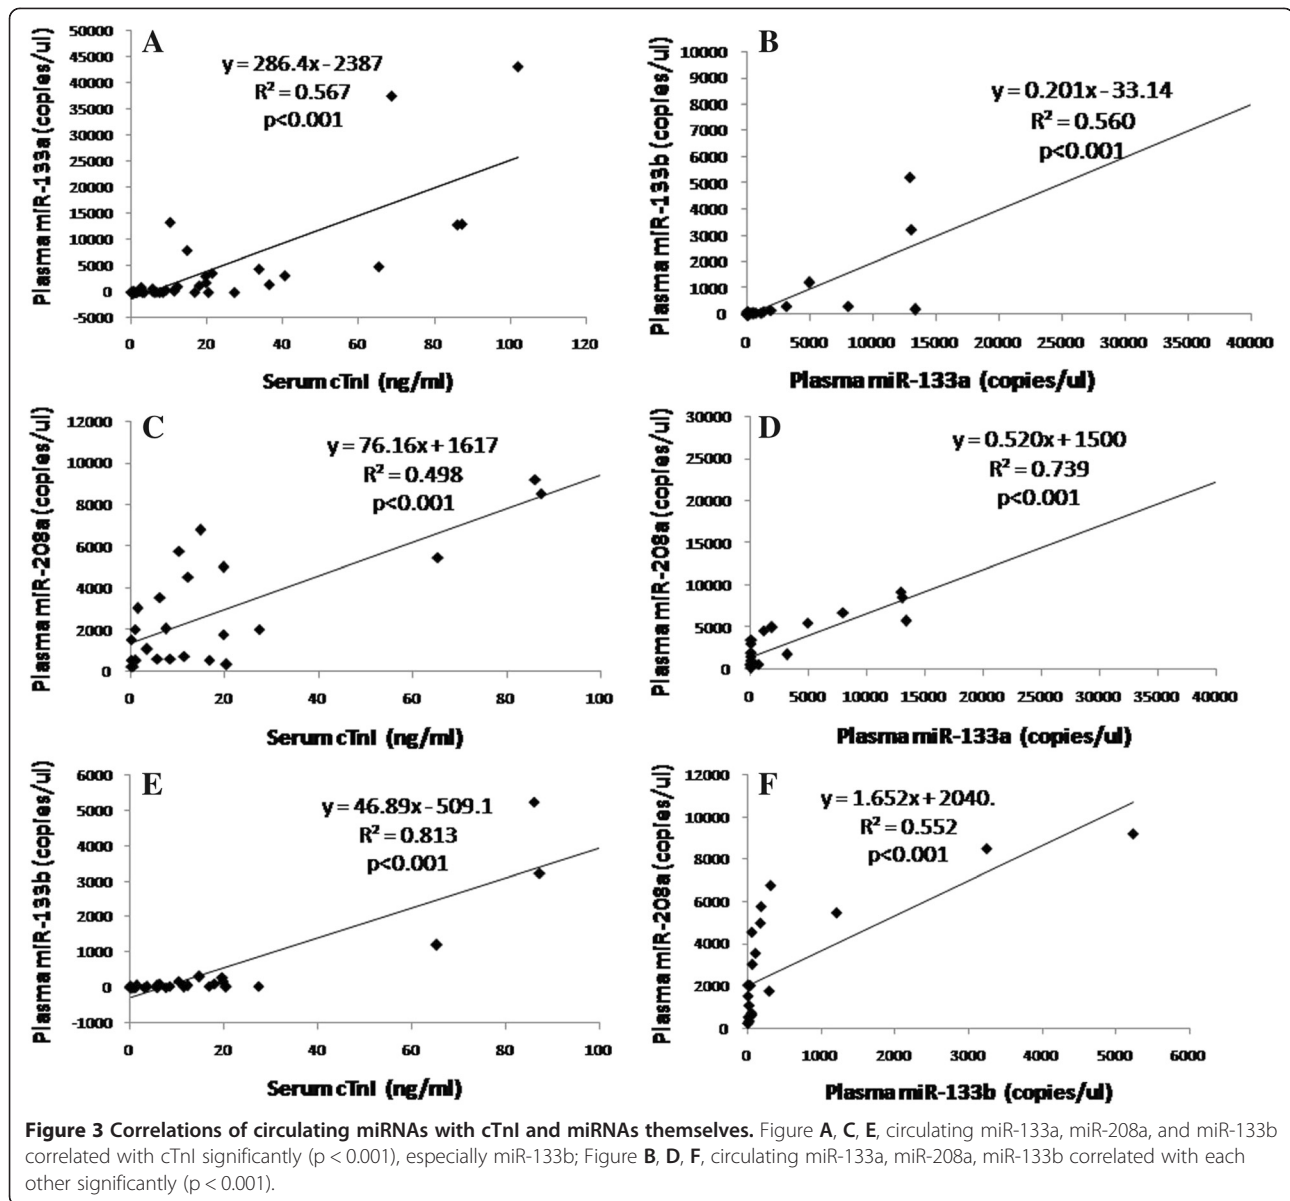 A
y = 286.4x - 2387
R² = 0.567
p<0.001
Plasma miR-133a (copies/ul)
50000
45000
40000
35000
30000
25000
20000
15000
10000
5000
0
-5000
0 20 40 60 80 100 120
Serum cTnI (ng/ml)
B
y = 0.201x - 33.14
R² = 0.560
p<0.001
Plasma miR-133b (copies/ul)
10000
9000
8000
7000
6000
5000
4000
3000
2000
1000
0
0 5000 10000 15000 20000 25000 30000 35000 40000
Plasma miR-133a (copies/ul)
C
y = 76.16x + 1617
R² = 0.498
p<0.001
Plasma miR-208a (copies/ul)
12000
10000
8000
6000
4000
2000
0
0 20 40 60 80 100
Serum cTnI (ng/ml)
D
y = 0.520x + 1500
R² = 0.739
p<0.001
Plasma miR-208a (copies/ul)
30000
25000
20000
15000
10000
5000
0
0 5000 10000 15000 20000 25000 30000 35000 40000
Plasma miR-133a (copies/ul)
E
y = 46.89x - 509.1
R² = 0.813
p<0.001
Plasma miR-133b (copies/ul)
6000
5000
4000
3000
2000
1000
0
-1000
0 20 40 60 80 100
Serum cTnI (ng/ml)
F
y = 1.652x + 2040.
R² = 0.552
p<0.001
Plasma miR-208a (copies/ul)
12000
10000
8000
6000
4000
2000
0
0 1000 2000 3000 4000 5000 6000
Plasma miR-133b (copies/ul)
Figure 3 Correlations of circulating miRNAs with cTnI and miRNAs themselves. Figure A, C, E, circulating miR-133a, miR-208a, and miR-133b
correlated with cTnI significantly (p < 0.001), especially miR-133b; Figure B, D, F, circulating miR-133a, miR-208a, miR-133b correlated with each
other significantly (p < 0.001).